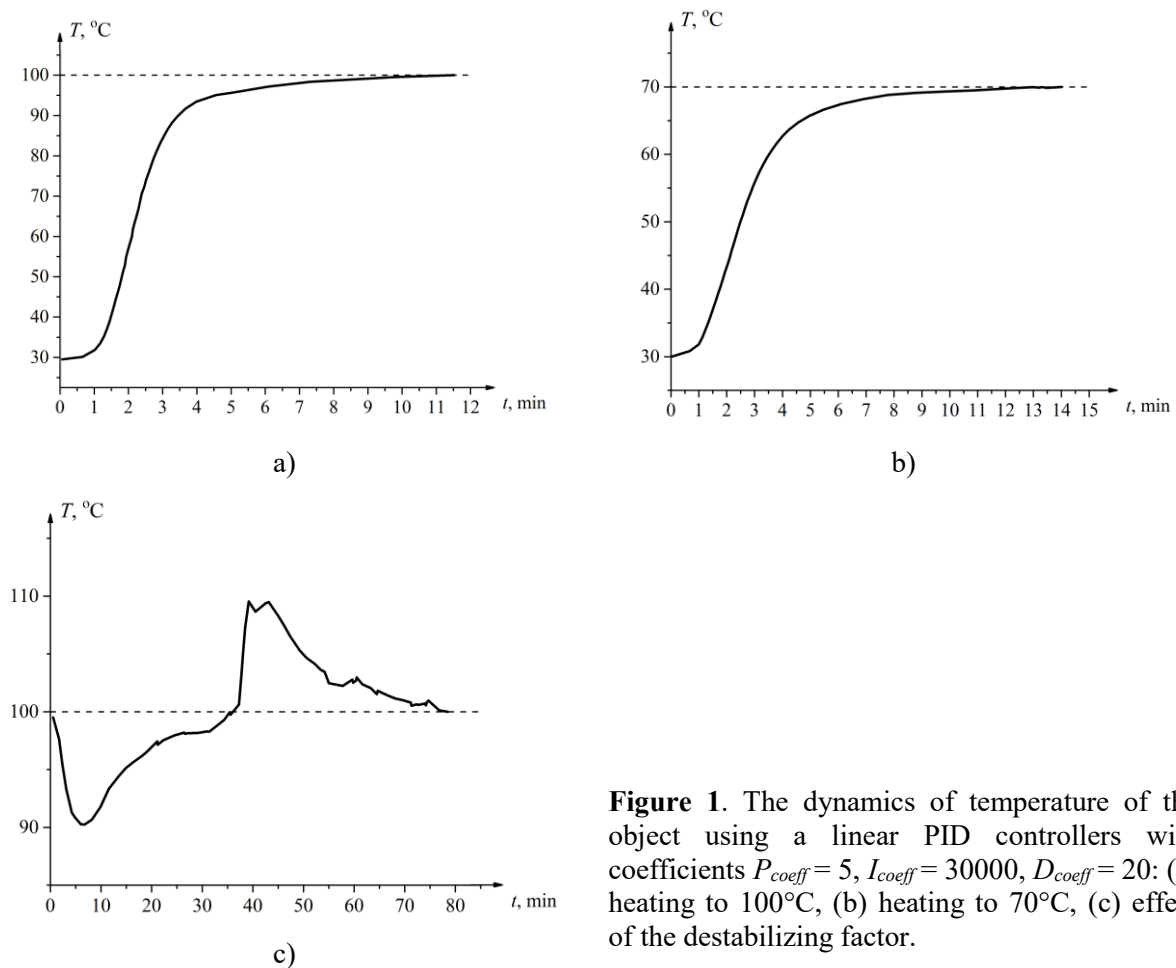 T, °C
100
90
80
70
60
50
40
30
0 1 2 3 4 5 6 7 8 9 10 11 12 t, min
a)
T, °C
70
60
50
40
30
0 1 2 3 4 5 6 7 8 9 10 11 12 13 14 15 t, min
b)
T, °C
110
100
90
0 10 20 30 40 50 60 70 80 t, min
c)
Figure 1. The dynamics of temperature of th
object using a linear PID controllers wi
coefficients Pcoeff = 5, Icoeff = 30000, Dcoeff = 20: (
heating to 100°C, (b) heating to 70°C, (c) effe
of the destabilizing factor.